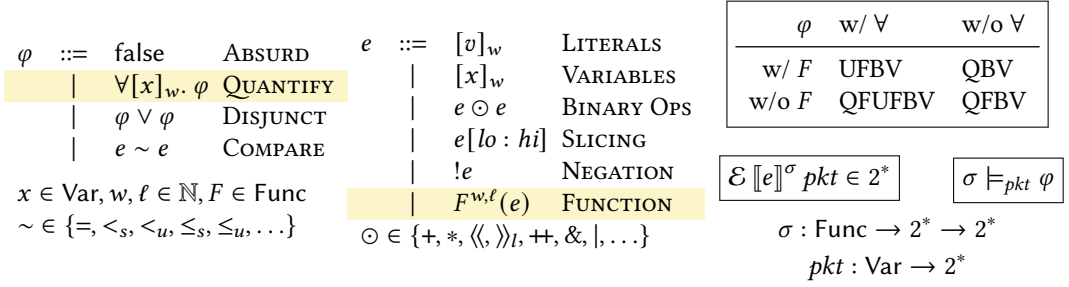 φ ::= false ABSURD
| ∀[x]_w. φ QUANTIFY
| φ ∨ φ DISJUNCT
| e ∼ e COMPARE
x ∈ Var, w, ℓ ∈ ℕ, F ∈ Func
∼ ∈ {=, <_s, <_u, ≤_s, ≤_u, . . .}
e ::= [v]_w LITERALS
| [x]_w VARIABLES
| e ⊙ e BINARY OPS
| e[lo : hi] SLICING
| !e NEGATION
| F^{w,ℓ}(e) FUNCTION
⊙ ∈ {+, ∗, ⟨⟨, ⟩⟩_l, ⧺, &, |, . . .}
φ w/ ∀ w/o ∀
w/ F UFBV QBV
w/o F QFUFBV QFBV
ℰ ⟦e⟧^σ pkt ∈ 2^*
σ ⊨_{pkt} φ
σ : Func → 2^* → 2^*
pkt : Var → 2^*